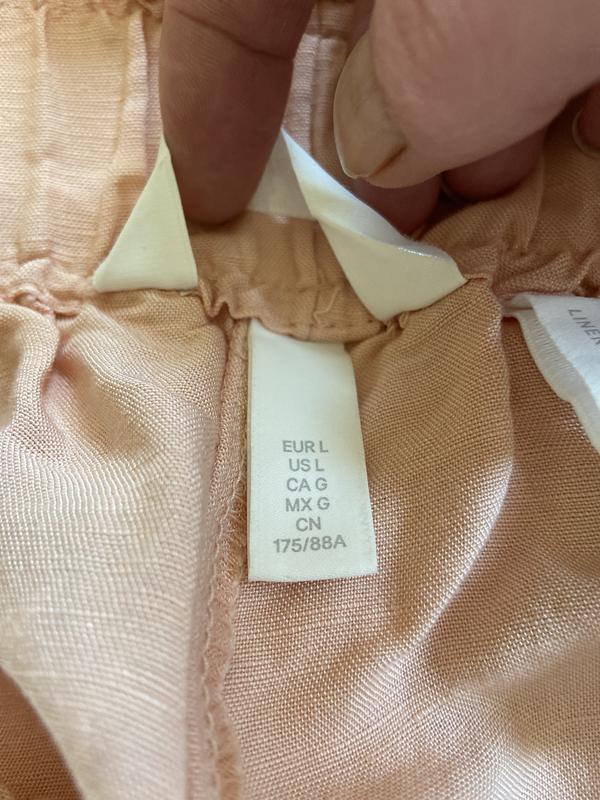 EUR L
US L
CA G
MX G
CN
175/88A
LINEN